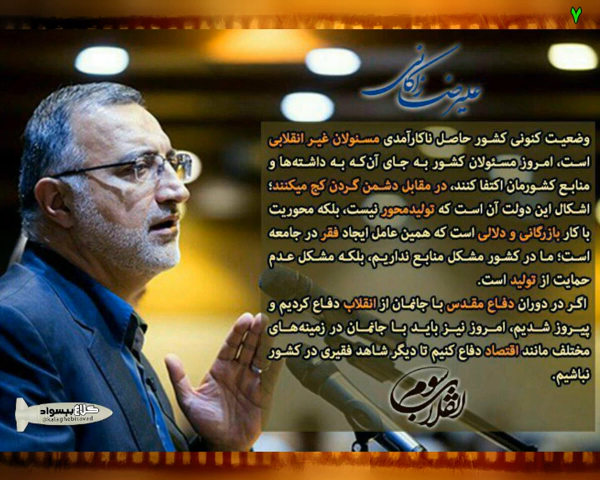 ۷
علیرضا زاکانی
وضعیت کنونی کشور حاصل ناکارآمدی مسئولان غیر انقلابی
است، امروز مسئولان کشور به جای آن‌که به داشته‌ها و
منابع کشورمان اکتفا کنند، در مقابل دشمن گردن کج میکنند؛
اشکال این دولت آن است که تولیدمحور نیست، بلکه محوریت
با کار بازرگانی و دلالی است که همین عامل ایجاد فقر در جامعه
است؛ ما در کشور مشکل منابع نداریم، بلکه مشکل عدم
حمایت از تولید است.
اگر در دوران دفاع مقدس با جانمان از انقلاب دفاع کردیم و
پیروز شدیم، امروز نیز باید با جانمان در زمینه‌های
مختلف مانند اقتصاد دفاع کنیم تا دیگر شاهد فقیری در کشور
نباشیم.
انقلاب سوم
کلاغ بیسواد